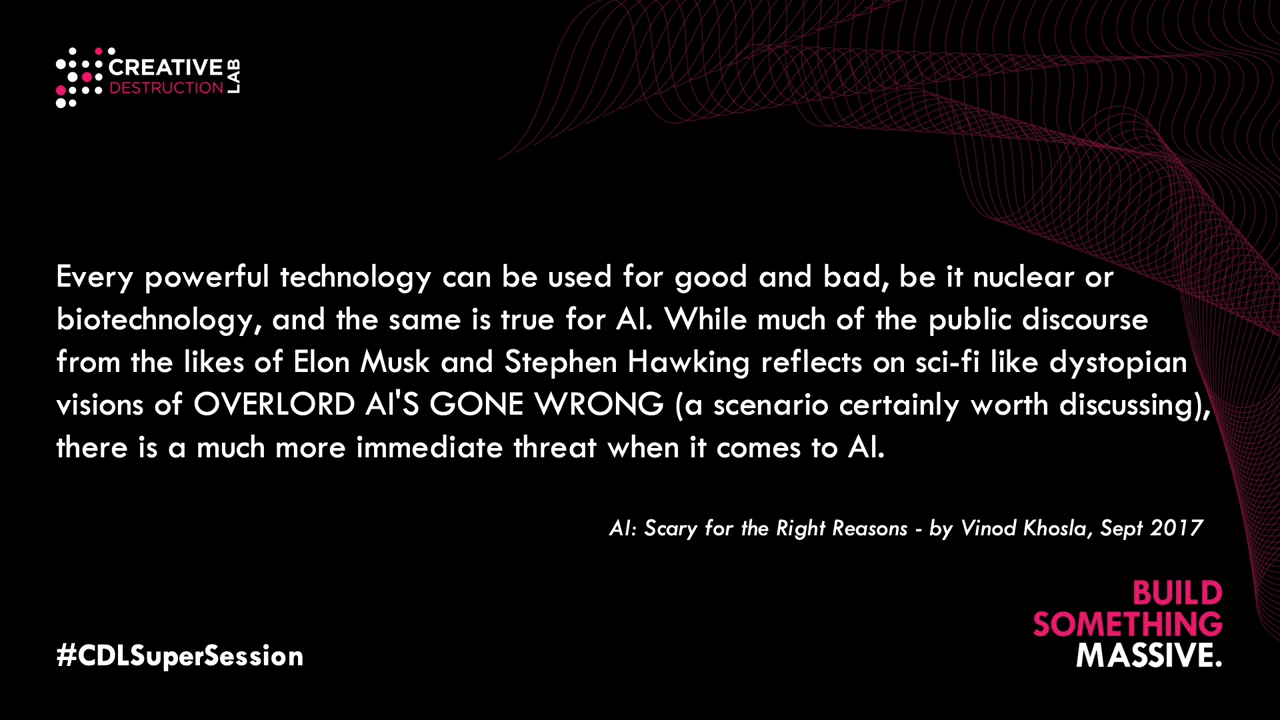 CREATIVE
DESTRUCTION
LAB
Every powerful technology can be used for good and bad, be it nuclear or
biotechnology, and the same is true for AI. While much of the public discourse
from the likes of Elon Musk and Stephen Hawking reflects on sci-fi like dystopian
visions of OVERLORD AI'S GONE WRONG (a scenario certainly worth discussing),
there is a much more immediate threat when it comes to AI.
AI: Scary for the Right Reasons - by Vinod Khosla, Sept 2017
BUILD
SOMETHING
MASSIVE.
#CDLSuperSession